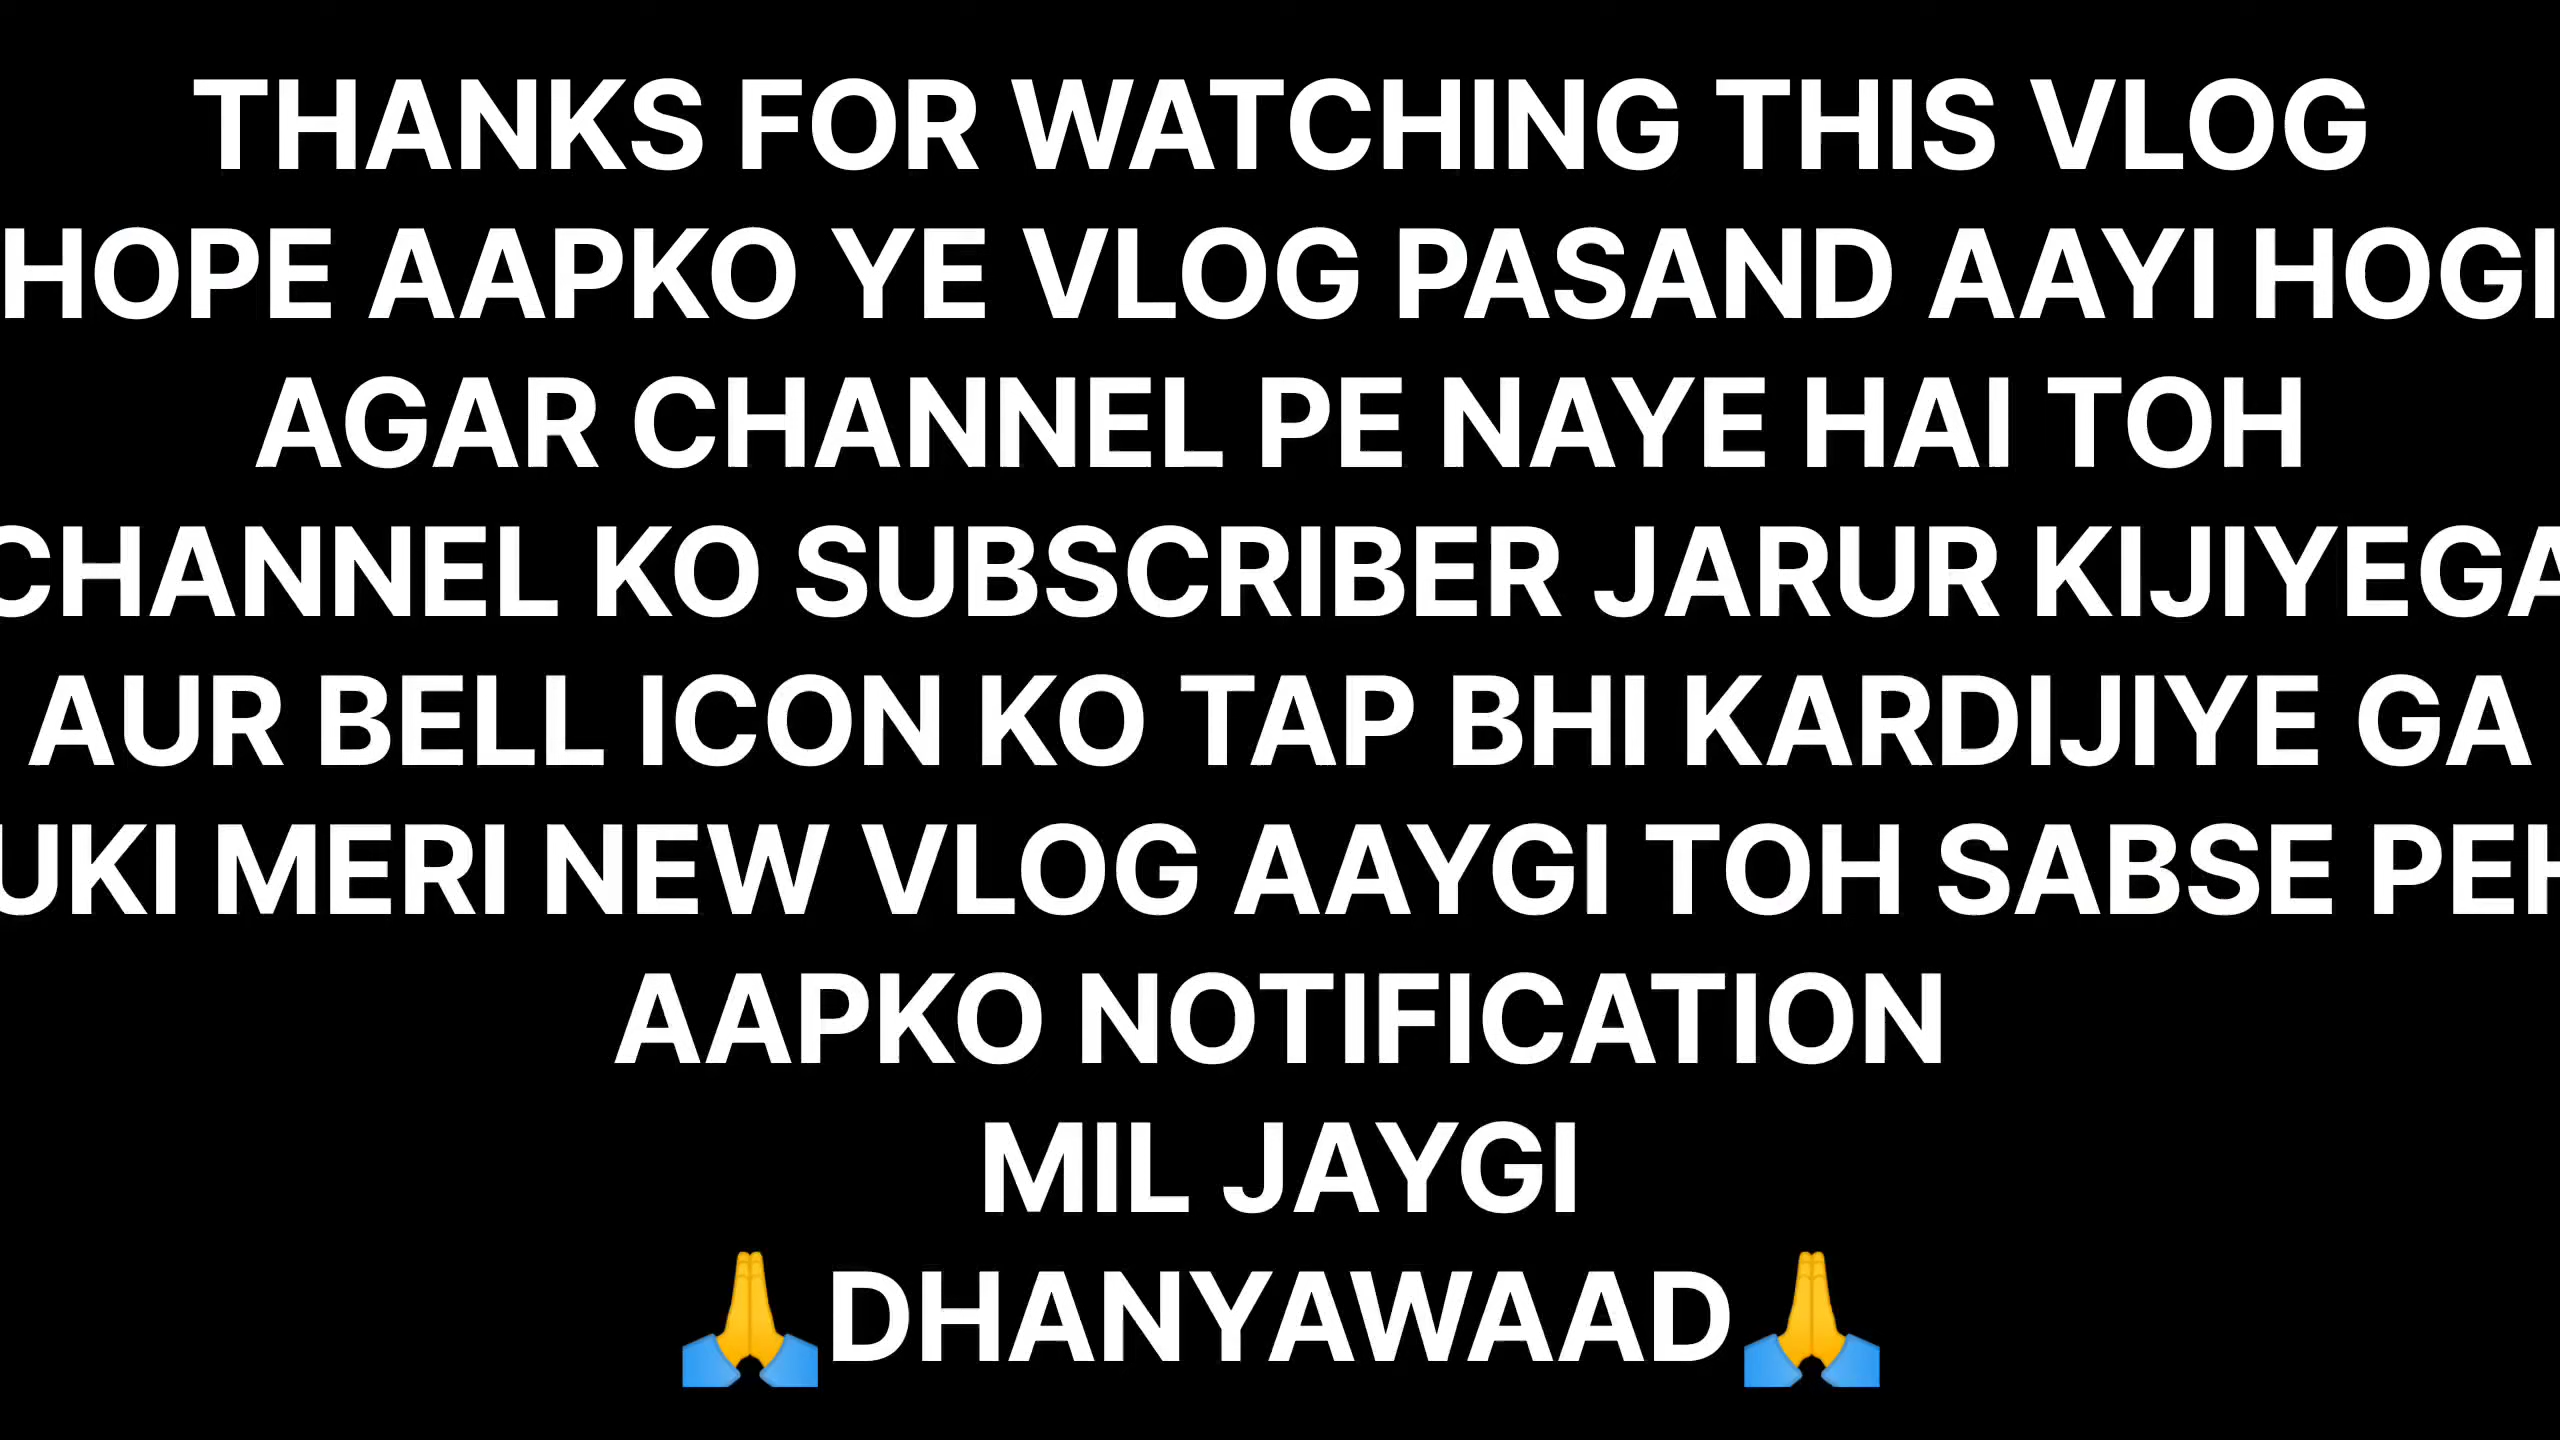 THANKS FOR WATCHING THIS VLOG
HOPE AAPKO YE VLOG PASAND AAYI HOGI
AGAR CHANNEL PE NAYE HAI TOH
CHANNEL KO SUBSCRIBER JARUR KIJIYEGA
AUR BELL ICON KO TAP BHI KARDIJIYE GA
MERI NEW VLOG AAYGI TOH SABSE
AAPKO NOTIFICATION
MIL JAYGI
🙏DHANYAWAAD🙏